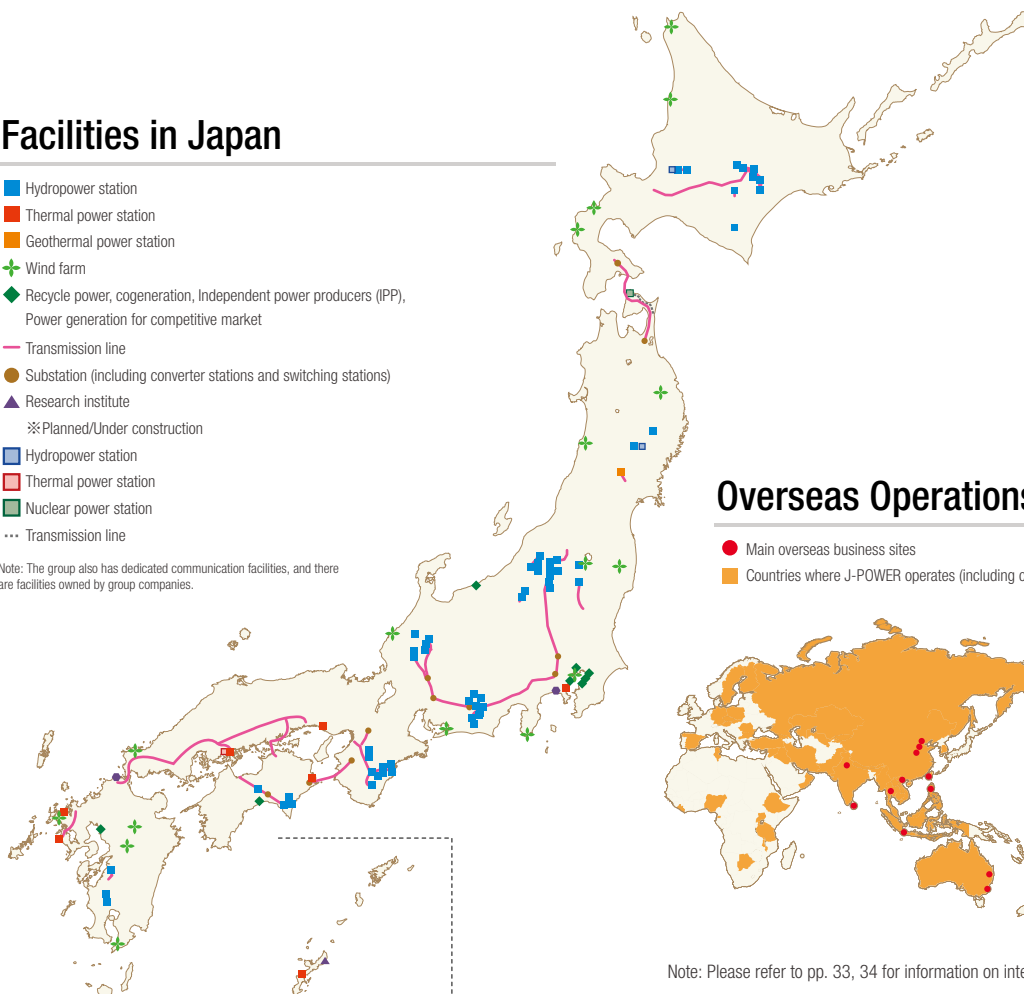 Facilities in Japan
Hydropower station
Thermal power station
Geothermal power station
Wind farm
Recycle power, cogeneration, Independent power producers (IPP),
Power generation for competitive market
Transmission line
Substation (including converter stations and switching stations)
Research institute
※Planned/Under construction
Hydropower station
Thermal power station
Nuclear power station
Transmission line
Note: The group also has dedicated communication facilities, and there
are facilities owned by group companies.
Overseas Operations
Main overseas business sites
Countries where J-POWER operates (including
Note: Please refer to pp. 33, 34 for information on